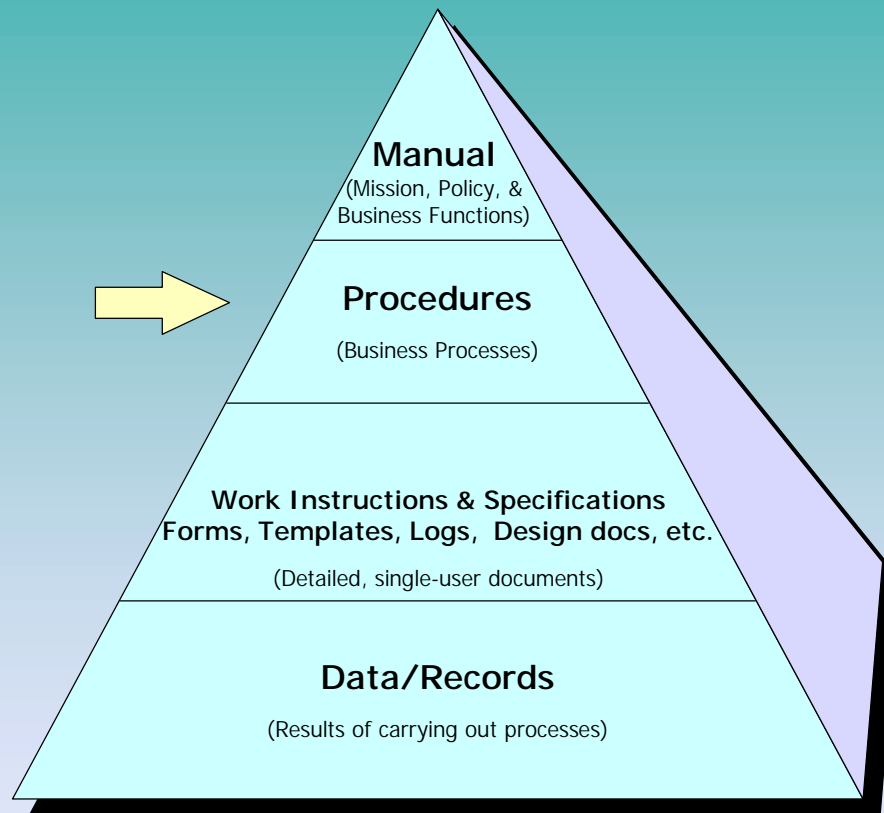 Manual
(Mission, Policy, &
Business Functions)
Procedures
(Business Processes)
Work Instructions & Specifications
Forms, Templates, Logs, Design docs, etc.
(Detailed, single-user documents)
Data/Records
(Results of carrying out processes)